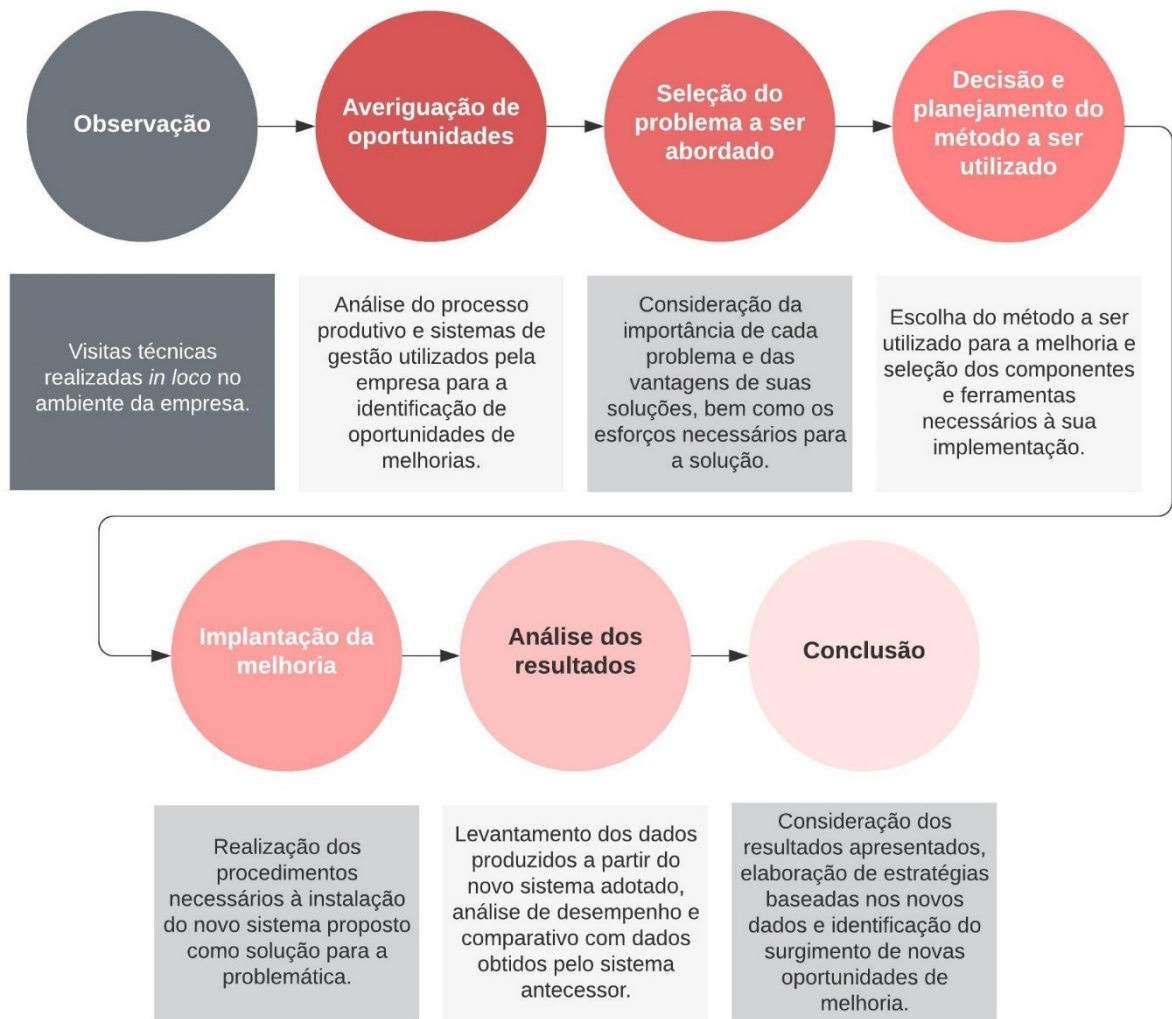 Observação
Averiguação de
oportunidades
Seleção do
problema a ser
abordado
Decisão e
planejamento do
método a ser
utilizado
Visitas técnicas
realizadas in loco no
ambiente da empresa.
Análise do processo
produtivo e sistemas de
gestão utilizados pela
empresa para a
identificação de
oportunidades de
melhorias.
Consideração da
importância de cada
problema e das
vantagens de suas
soluções, bem como os
esforços necessários para
a solução.
Escolha do método a ser
utilizado para a melhoria e
seleção dos componentes
e ferramentas
necessários à sua
implementação.
Implantação da
melhoria
Análise dos
resultados
Conclusão
Realização dos
procedimentos
necessários à instalação
do novo sistema proposto
como solução para a
problemática.
Levantamento dos dados
produzidos a partir do
novo sistema adotado,
análise de desempenho e
comparativo com dados
obtidos pelo sistema
antecessor.
Consideração dos
resultados apresentados,
elaboração de estratégias
baseadas nos novos
dados e identificação do
surgimento de novas
oportunidades de
melhoria.